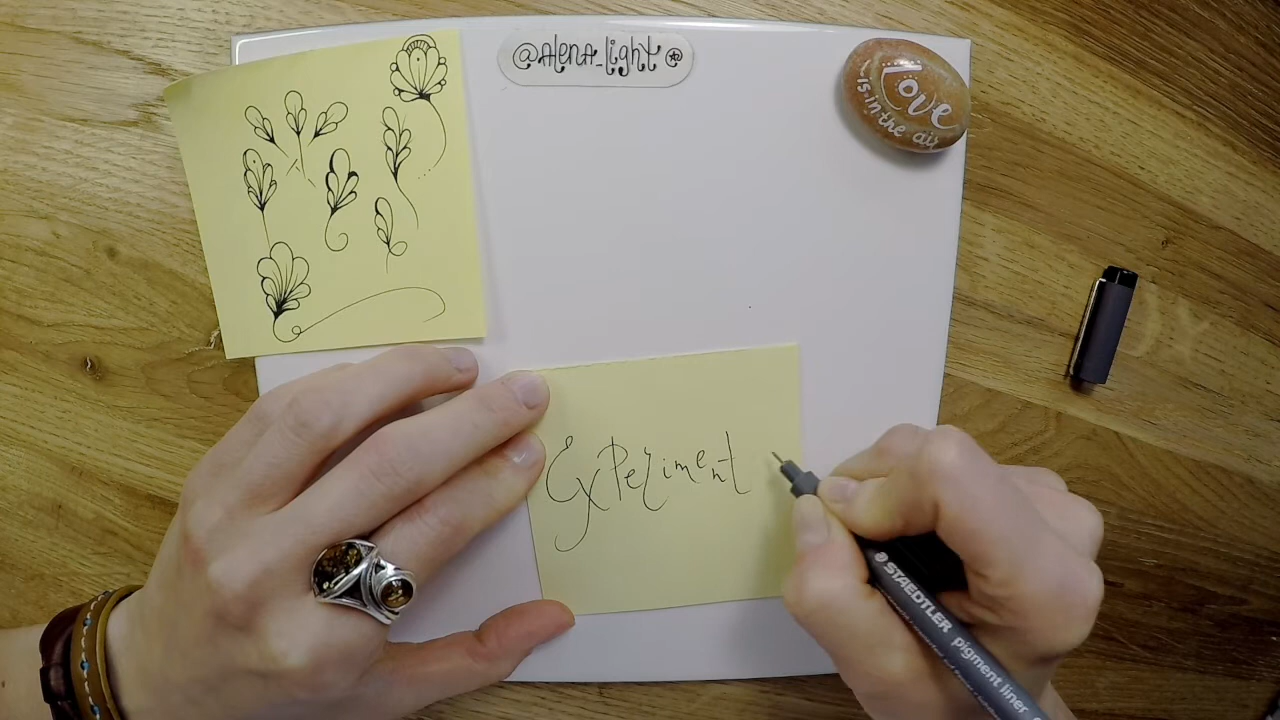 @Alena_light
Love
is in the air
Experiment
STAEDTLER pigment liner